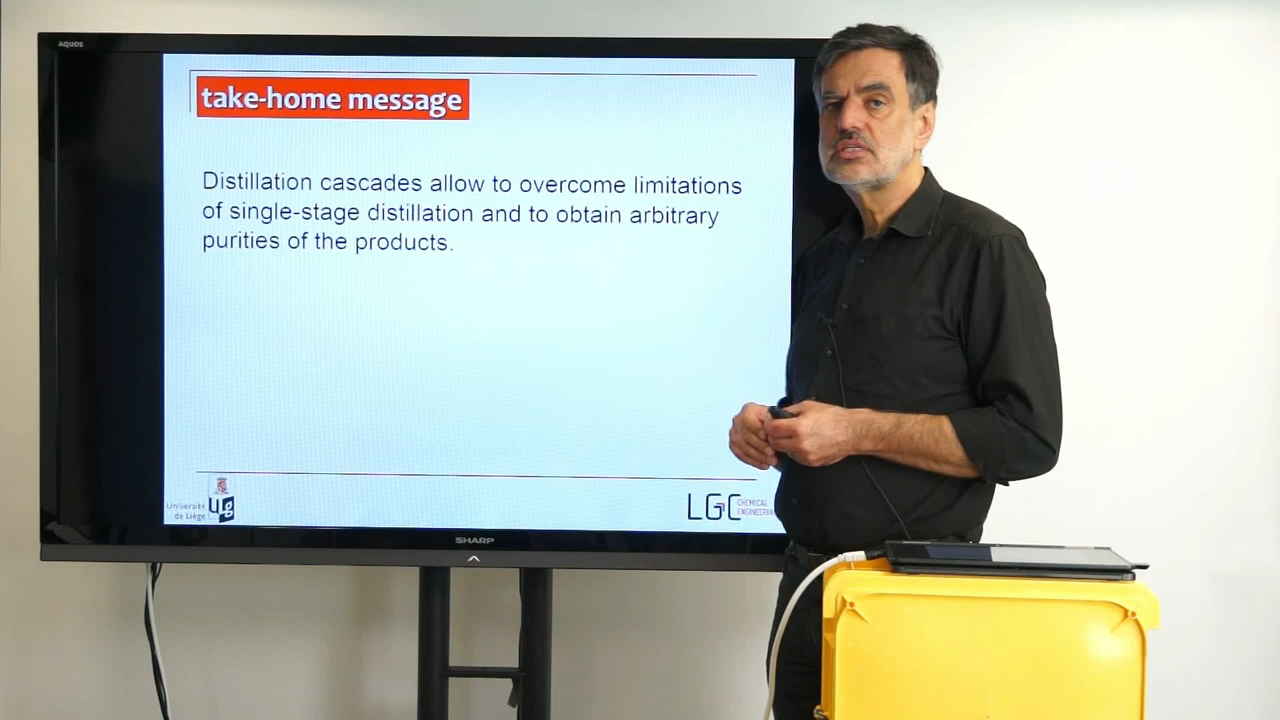 AQUOS
take-home message
Distillation cascades allow to overcome limitations
of single-stage distillation and to obtain arbitrary
purities of the products.
Université
de Liège
ulg
LGC
CHEMICAL
ENGINEERING
SHARP